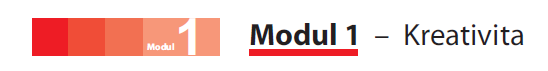 Modul 1
Modul 1 – Kreativita